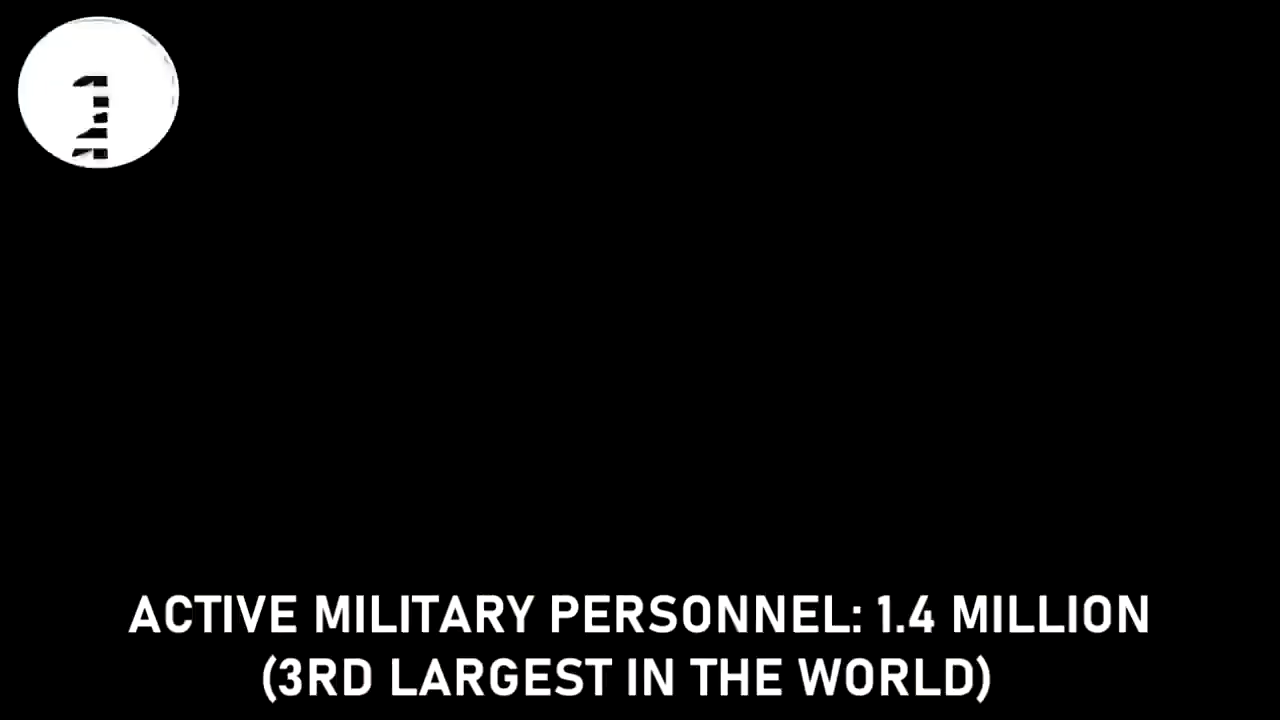 ACTIVE MILITARY PERSONNEL: 1.4 MILLION
(3RD LARGEST IN THE WORLD)